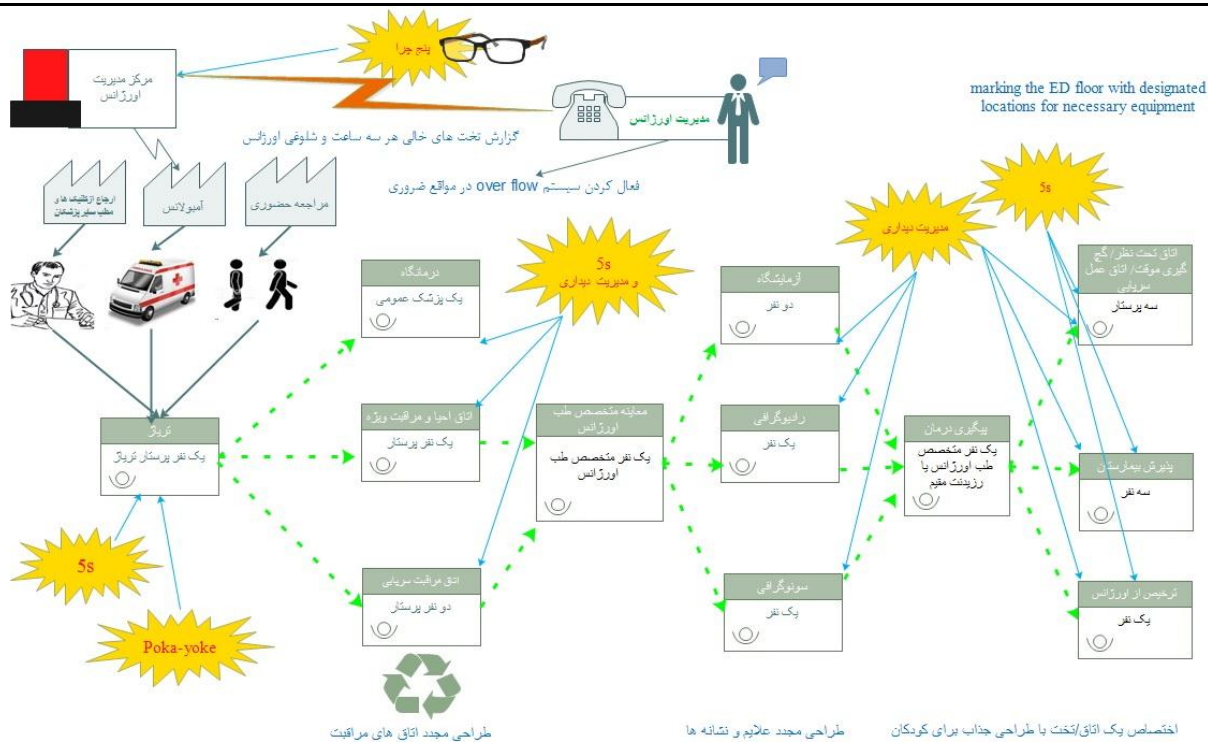 پنج چرا
مرکز مدیریت
اورژانس
مدیریت اورژانس
marking the ED floor with designated
locations for necessary equipment
گزارش تخت های خالی هر سه ساعت و شلوغی اورژانس
فعال کردن سیستم over flow در مواقع ضروری
ارجاع ازکلنیک ها و
مطب سایر پزشکان
آمبولانس
مراجعه حضوری
5s
و مدیریت دیداری
مدیریت دیداری
5s
درمانگاه
یک پزشک عمومی
آزمایشگاه
دو نفر
اتاق تحت نظر/ گچ
گیری موقت/ اتاق عمل
سرپایی
سه پرستار
تریاژ
یک نفر پرستار تریاژ
اتاق احیا و مراقبت ویژه
یک نفر پرستار
معاینه متخصص طب
اورژانس
یک نفر متخصص طب
اورژانس
رادیوگرافی
یک نفر
پیگیری درمان
یک نفر متخصص
طب اورژانس یا
رزیدنت مقیم
پذیرش بیمارستان
سه نفر
5s
Poka-yoke
اتاق مراقبت سرپایی
دو نفر پرستار
سونوگرافی
یک نفر
ترخیص از اورژانس
یک نفر
طراحی مجدد اتاق های مراقبت
طراحی مجدد علایم و نشانه ها
اختصاص یک اتاق/تخت با طراحی جذاب برای کودکان